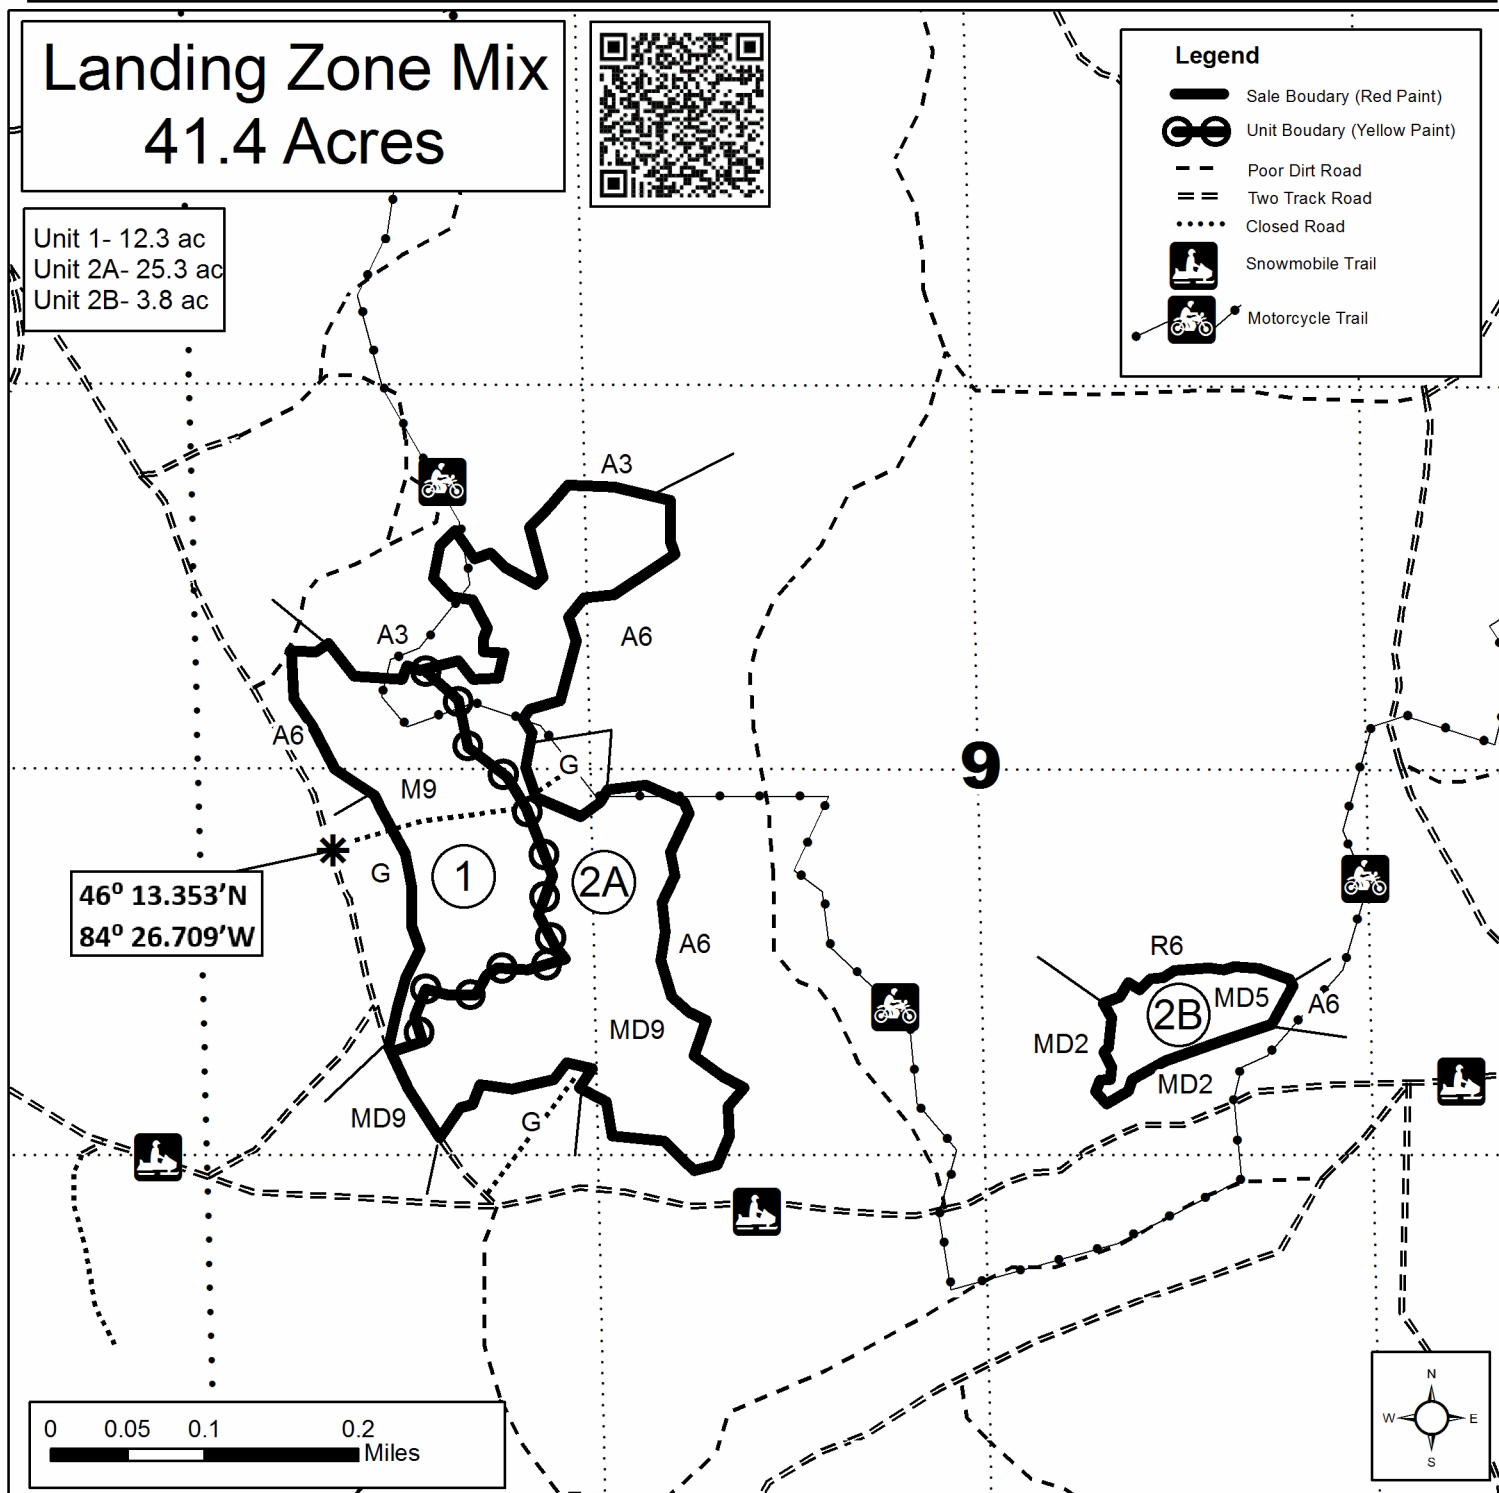 Landing Zone Mix
41.4 Acres
Legend
Sale Boudary (Red Paint)
Unit Boudary (Yellow Paint)
Poor Dirt Road
Two Track Road
Closed Road
Snowmobile Trail
Motorcycle Trail
Unit 1- 12.3 ac
Unit 2A- 25.3 ac
Unit 2B- 3.8 ac
A3
A3
A6
A6
G
9
M9
G
1
2A
46⁰ 13.353’N
84⁰ 26.709’W
A6
R6
MD5
A6
2B
MD9
MD2
MD2
MD9
G
N
W
E
S
0 0.05 0.1 0.2
Miles